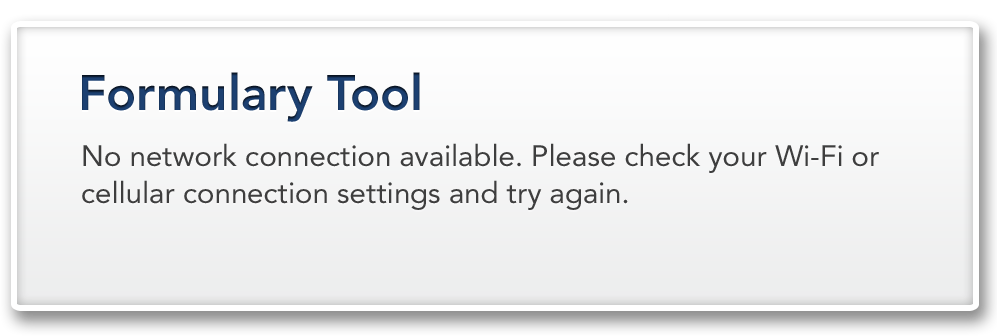 Formulary Tool
No network connection available. Please check your Wi-Fi or
cellular connection settings and try again.